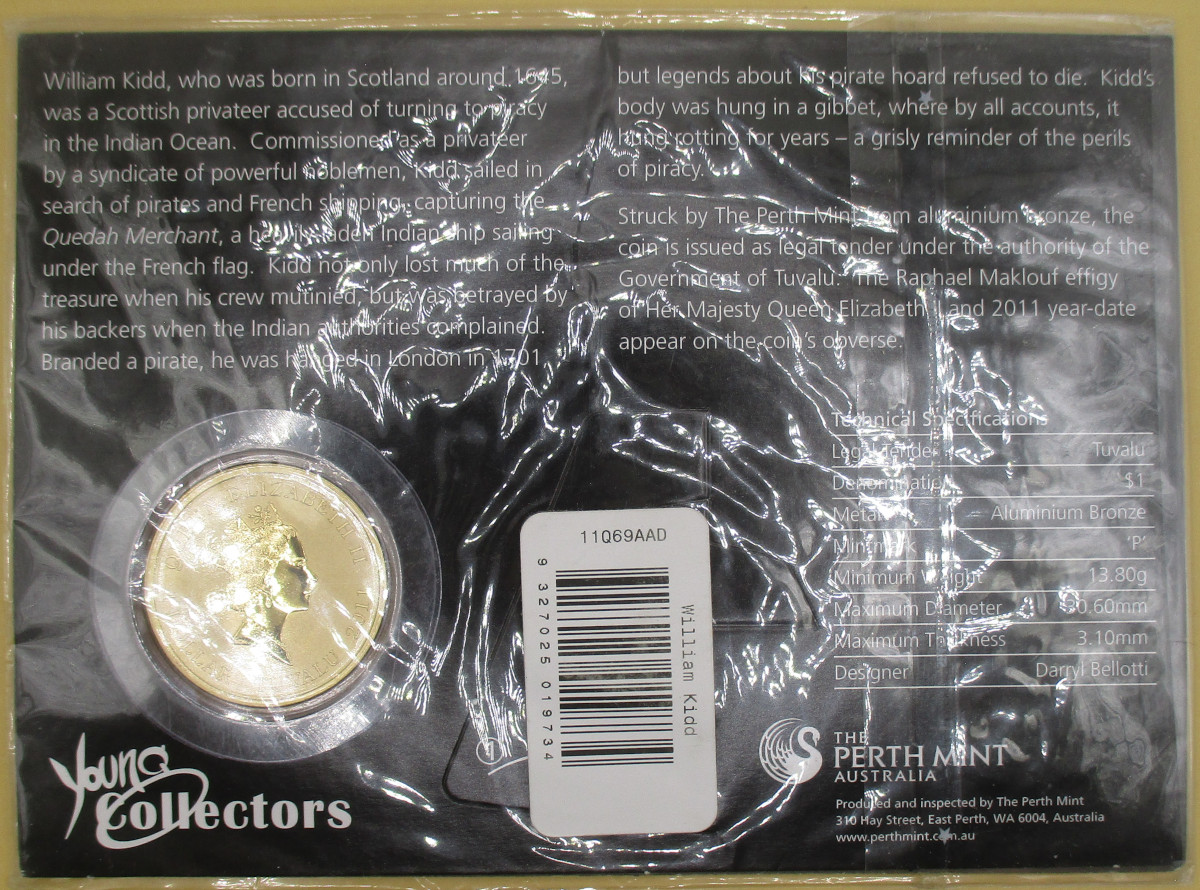 William Kidd, who was born in Scotland around 1645,
was a Scottish privateer accused of turning to piracy
in the Indian Ocean.  Commissioned as a privateer
by a syndicate of powerful noblemen, Kidd sailed in
search of pirates and French shipping, capturing the
Quedah Merchant, a heavily laden Indian ship sailing
under the French flag.  Kidd not only lost much of the
treasure when his crew mutinied, but was betrayed by
his backers when the Indian authorities complained.
Branded a pirate, he was hanged in London in 1701,
but legends about his pirate hoard refused to die.  Kidd's
body was hung in a gibbet, where by all accounts, it
hung rotting for years – a grisly reminder of the perils
of piracy.
Struck by The Perth Mint from aluminium bronze, the
coin is issued as legal tender under the authority of the
Government of Tuvalu.  The Raphael Maklouf effigy
of Her Majesty Queen Elizabeth II and 2011 year-date
appear on the coin's obverse.
Technical Specifications
Legal Tender Tuvalu
Denomination $1
Metal Aluminium Bronze
Mintmark 'P'
Minimum Weight 13.80g
Maximum Diameter 30.60mm
Maximum Thickness 3.10mm
Designer Darryl Bellotti
ELIZABETH II
TUVALU
11Q69AAD
9 327025 019734
William Kidd
Young
Collectors
THE
PERTH MINT
AUSTRALIA
Produced and inspected by The Perth Mint
310 Hay Street, East Perth, WA 6004, Australia
www.perthmint.com.au